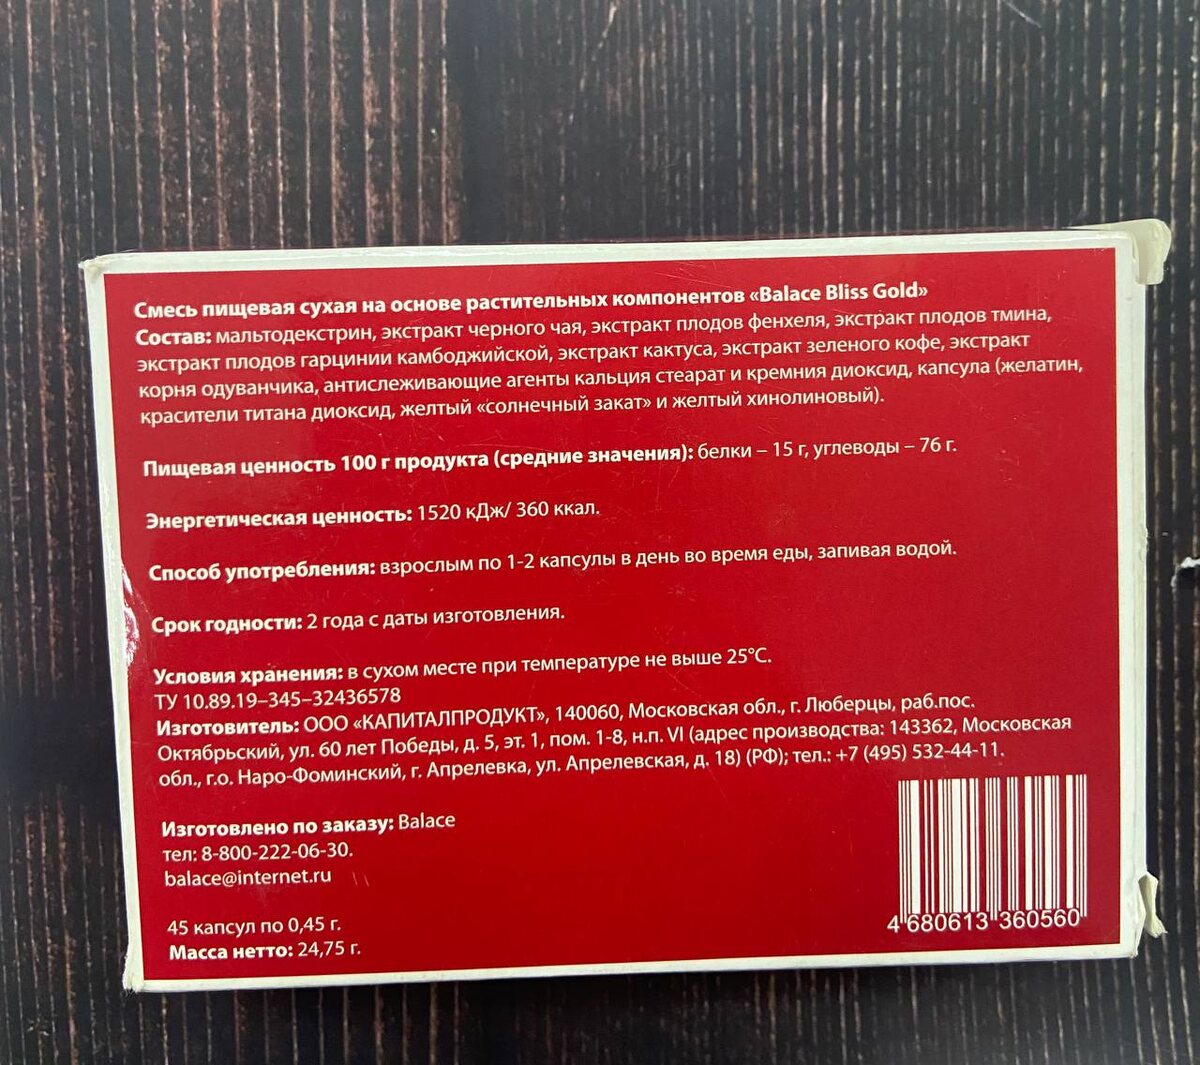 Смесь пищевая сухая на основе растительных компонентов «Balace Bliss Gold»
Состав: мальтодекстрин, экстракт черного чая, экстракт плодов фенхеля, экстракт плодов тмина,
экстракт плодов гарцинии камбоджийской, экстракт кактуса, экстракт зеленого кофе, экстракт
корня одуванчика, антислеживающие агенты кальция стеарат и кремния диоксид, капсула (желатин,
красители титана диоксид, желтый «солнечный закат» и желтый хинолиновый).
Пищевая ценность 100 г продукта (средние значения): белки – 15 г, углеводы – 76 г.
Энергетическая ценность: 1520 кДж/ 360 ккал.
Способ употребления: взрослым по 1-2 капсулы в день во время еды, запивая водой.
Срок годности: 2 года с даты изготовления.
Условия хранения: в сухом месте при температуре не выше 25°С.
ТУ 10.89.19–345–32436578
Изготовитель: ООО «КАПИТАЛПРОДУКТ», 140060, Московская обл., г. Люберцы, раб.пос.
Октябрьский, ул. 60 лет Победы, д. 5, эт. 1, пом. 1-8, н.п. VI (адрес производства: 143362, Московская
обл., г.о. Наро-Фоминский, г. Апрелевка, ул. Апрелевская, д. 18) (РФ); тел.: +7 (495) 532-44-11.
Изготовлено по заказу: Balace
тел: 8-800-222-06-30.
balace@internet.ru
45 капсул по 0,45 г.
Масса нетто: 24,75 г.
4 680613 360560